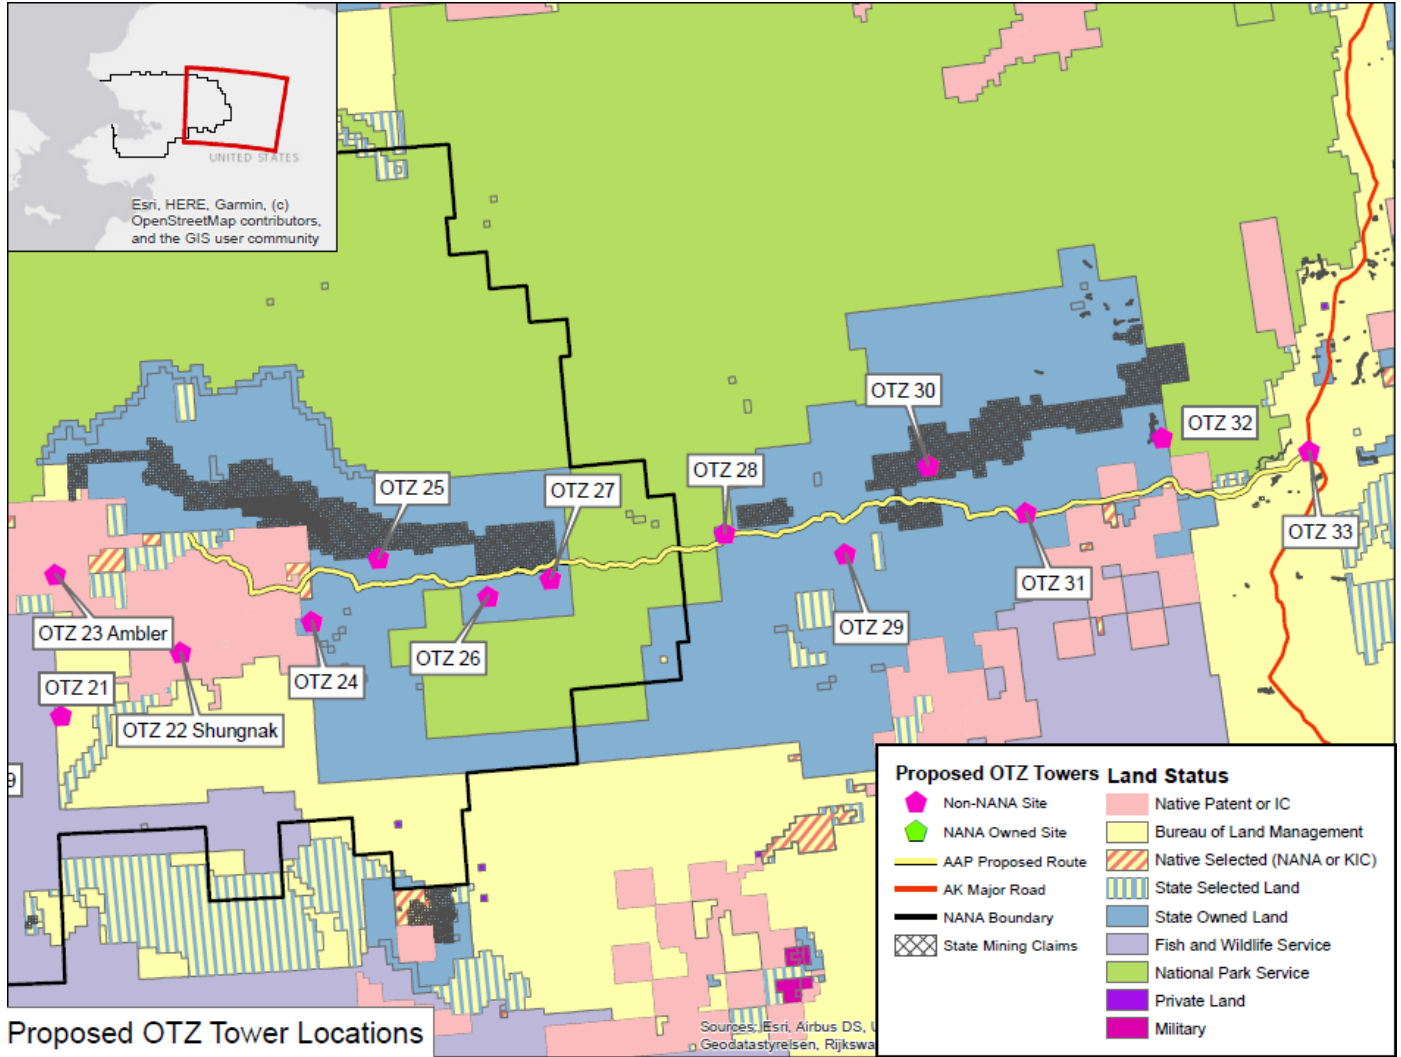 UNITED STATES
Esri, HERE, Garmin, (c)
OpenStreetMap contributors,
and the GIS user community
OTZ 30
OTZ 32
OTZ 28
OTZ 25
OTZ 27
OTZ 33
OTZ 31
OTZ 29
OTZ 23 Ambler
OTZ 26
OTZ 24
OTZ 21
OTZ 22 Shungnak
9
Proposed OTZ Towers
Non-NANA Site
NANA Owned Site
AAP Proposed Route
AK Major Road
NANA Boundary
State Mining Claims
Land Status
Native Patent or IC
Bureau of Land Management
Native Selected (NANA or KIC)
State Selected Land
State Owned Land
Fish and Wildlife Service
National Park Service
Private Land
Military
Proposed OTZ Tower Locations
Sources: Esri, Airbus DS,
Geodatastyrelsen, Rijkswa